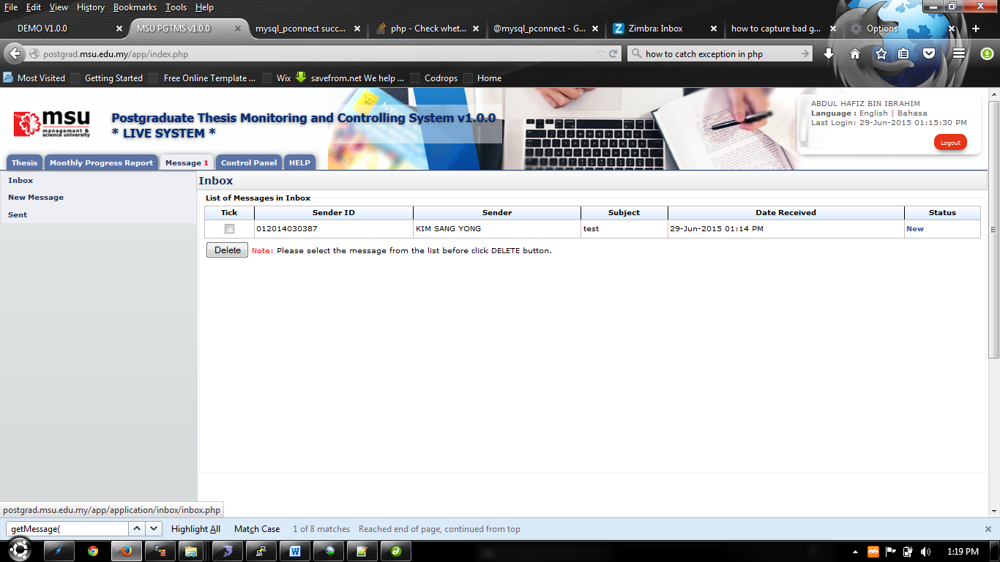 File Edit View History Bookmarks Tools Help
DEMO V1.0.0 MSU PGTMS v1.0.0 mysql_pconnect succ... php - Check whet... @mysql_pconnect - G... Zimbra: Inbox how to capture bad g... Options
postgrad.msu.edu.my/app/index.php how to catch exception in php
Most Visited Getting Started Free Online Template ... Wix savefrom.net We help ... Codrops Home
msu
management &
science university
Postgraduate Thesis Monitoring and Controlling System v1.0.0
* LIVE SYSTEM *
ABDUL HAFIZ BIN IBRAHIM
Language : English | Bahasa
Last Login: 29-Jun-2015 01:15:30 PM
Logout
Thesis Monthly Progress Report Message 1 Control Panel HELP
Inbox
New Message
Sent
Inbox
List of Messages in Inbox
Tick Sender ID Sender Subject Date Received Status
012014030387 KIM SANG YONG test 29-Jun-2015 01:14 PM New
Delete Note: Please select the message from the list before click DELETE button.
postgrad.msu.edu.my/app/application/inbox/inbox.php
getMessage( Highlight All Match Case 1 of 8 matches Reached end of page, continued from top
1:19 PM